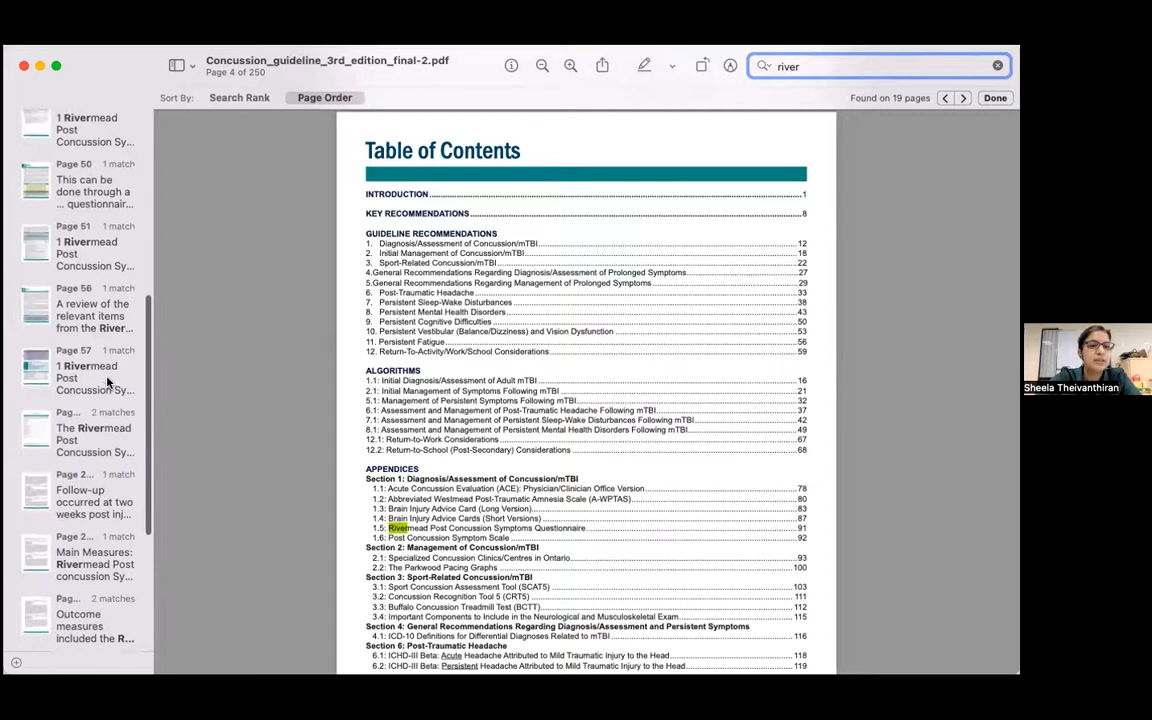 Concussion_guideline_3rd_edition_final-2.pdf
Page 4 of 250
river
Sort By: Search Rank Page Order
Found on 19 pages
Done
1 Rivermead
Post
Concussion Sy...
Page 50 1 match
This can be
done through a
... questionnair...
Page 51 1 match
1 Rivermead
Post
Concussion Sy...
Page 56 1 match
A review of the
relevant items
from the River...
Page 57 1 match
1 Rivermead
Post
Concussion Sy...
Pag... 2 matches
The Rivermead
Post
Concussion Sy...
Page 2... 1 match
Follow-up
occurred at two
weeks post inj...
Page 2... 1 match
Main Measures:
Rivermead Post
concussion Sy...
Pag... 2 matches
Outcome
measures
included the R...
Table of Contents
INTRODUCTION 1
KEY RECOMMENDATIONS 8
GUIDELINE RECOMMENDATIONS
1. Diagnosis/Assessment of Concussion/mTBI 12
2. Initial Management of Concussion/mTBI 18
3. Sport-Related Concussion/mTBI 22
4.General Recommendations Regarding Diagnosis/Assessment of Prolonged Symptoms 27
5.General Recommendations Regarding Management of Prolonged Symptoms 29
6. Post-Traumatic Headache 33
7. Persistent Sleep-Wake Disturbances 38
8. Persistent Mental Health Disorders 43
9. Persistent Cognitive Difficulties 50
10. Persistent Vestibular (Balance/Dizziness) and Vision Dysfunction 53
11. Persistent Fatigue 56
12. Return-To-Activity/Work/School Considerations 59
ALGORITHMS
1.1: Initial Diagnosis/Assessment of Adult mTBI 16
2.1: Initial Management of Symptoms Following mTBI 21
5.1: Management of Persistent Symptoms Following mTBI 32
6.1: Assessment and Management of Post-Traumatic Headache Following mTBI 37
7.1: Assessment and Management of Persistent Sleep-Wake Disturbances Following mTBI 42
8.1: Assessment and Management of Persistent Mental Health Disorders Following mTBI 49
12.1: Return-to-Work Considerations 67
12.2: Return-to-School (Post-Secondary) Considerations 68
APPENDICES
Section 1: Diagnosis/Assessment of Concussion/mTBI
1.1: Acute Concussion Evaluation (ACE): Physician/Clinician Office Version 78
1.2: Abbreviated Westmead Post-Traumatic Amnesia Scale (A-WPTAS) 80
1.3: Brain Injury Advice Card (Long Version) 83
1.4: Brain Injury Advice Cards (Short Versions) 87
1.5: Rivermead Post Concussion Symptoms Questionnaire 91
1.6: Post Concussion Symptom Scale 92
Section 2: Management of Concussion/mTBI
2.1: Specialized Concussion Clinics/Centres in Ontario 93
2.2: The Parkwood Pacing Graphs 100
Section 3: Sport-Related Concussion/mTBI
3.1: Sport Concussion Assessment Tool (SCAT5) 103
3.2: Concussion Recognition Tool 5 (CRT5) 111
3.3: Buffalo Concussion Treadmill Test (BCTT) 112
3.4: Important Components to Include in the Neurological and Musculoskeletal Exam 115
Section 4: General Recommendations Regarding Diagnosis/Assessment and Persistent Symptoms
4.1: ICD-10 Definitions for Differential Diagnoses Related to mTBI 116
Section 6: Post-Traumatic Headache
6.1: ICHD-III Beta: Acute Headache Attributed to Mild Traumatic Injury to the Head 118
6.2: ICHD-III Beta: Persistent Headache Attributed to Mild Traumatic Injury to the Head 119
Sheela Theivanthiran